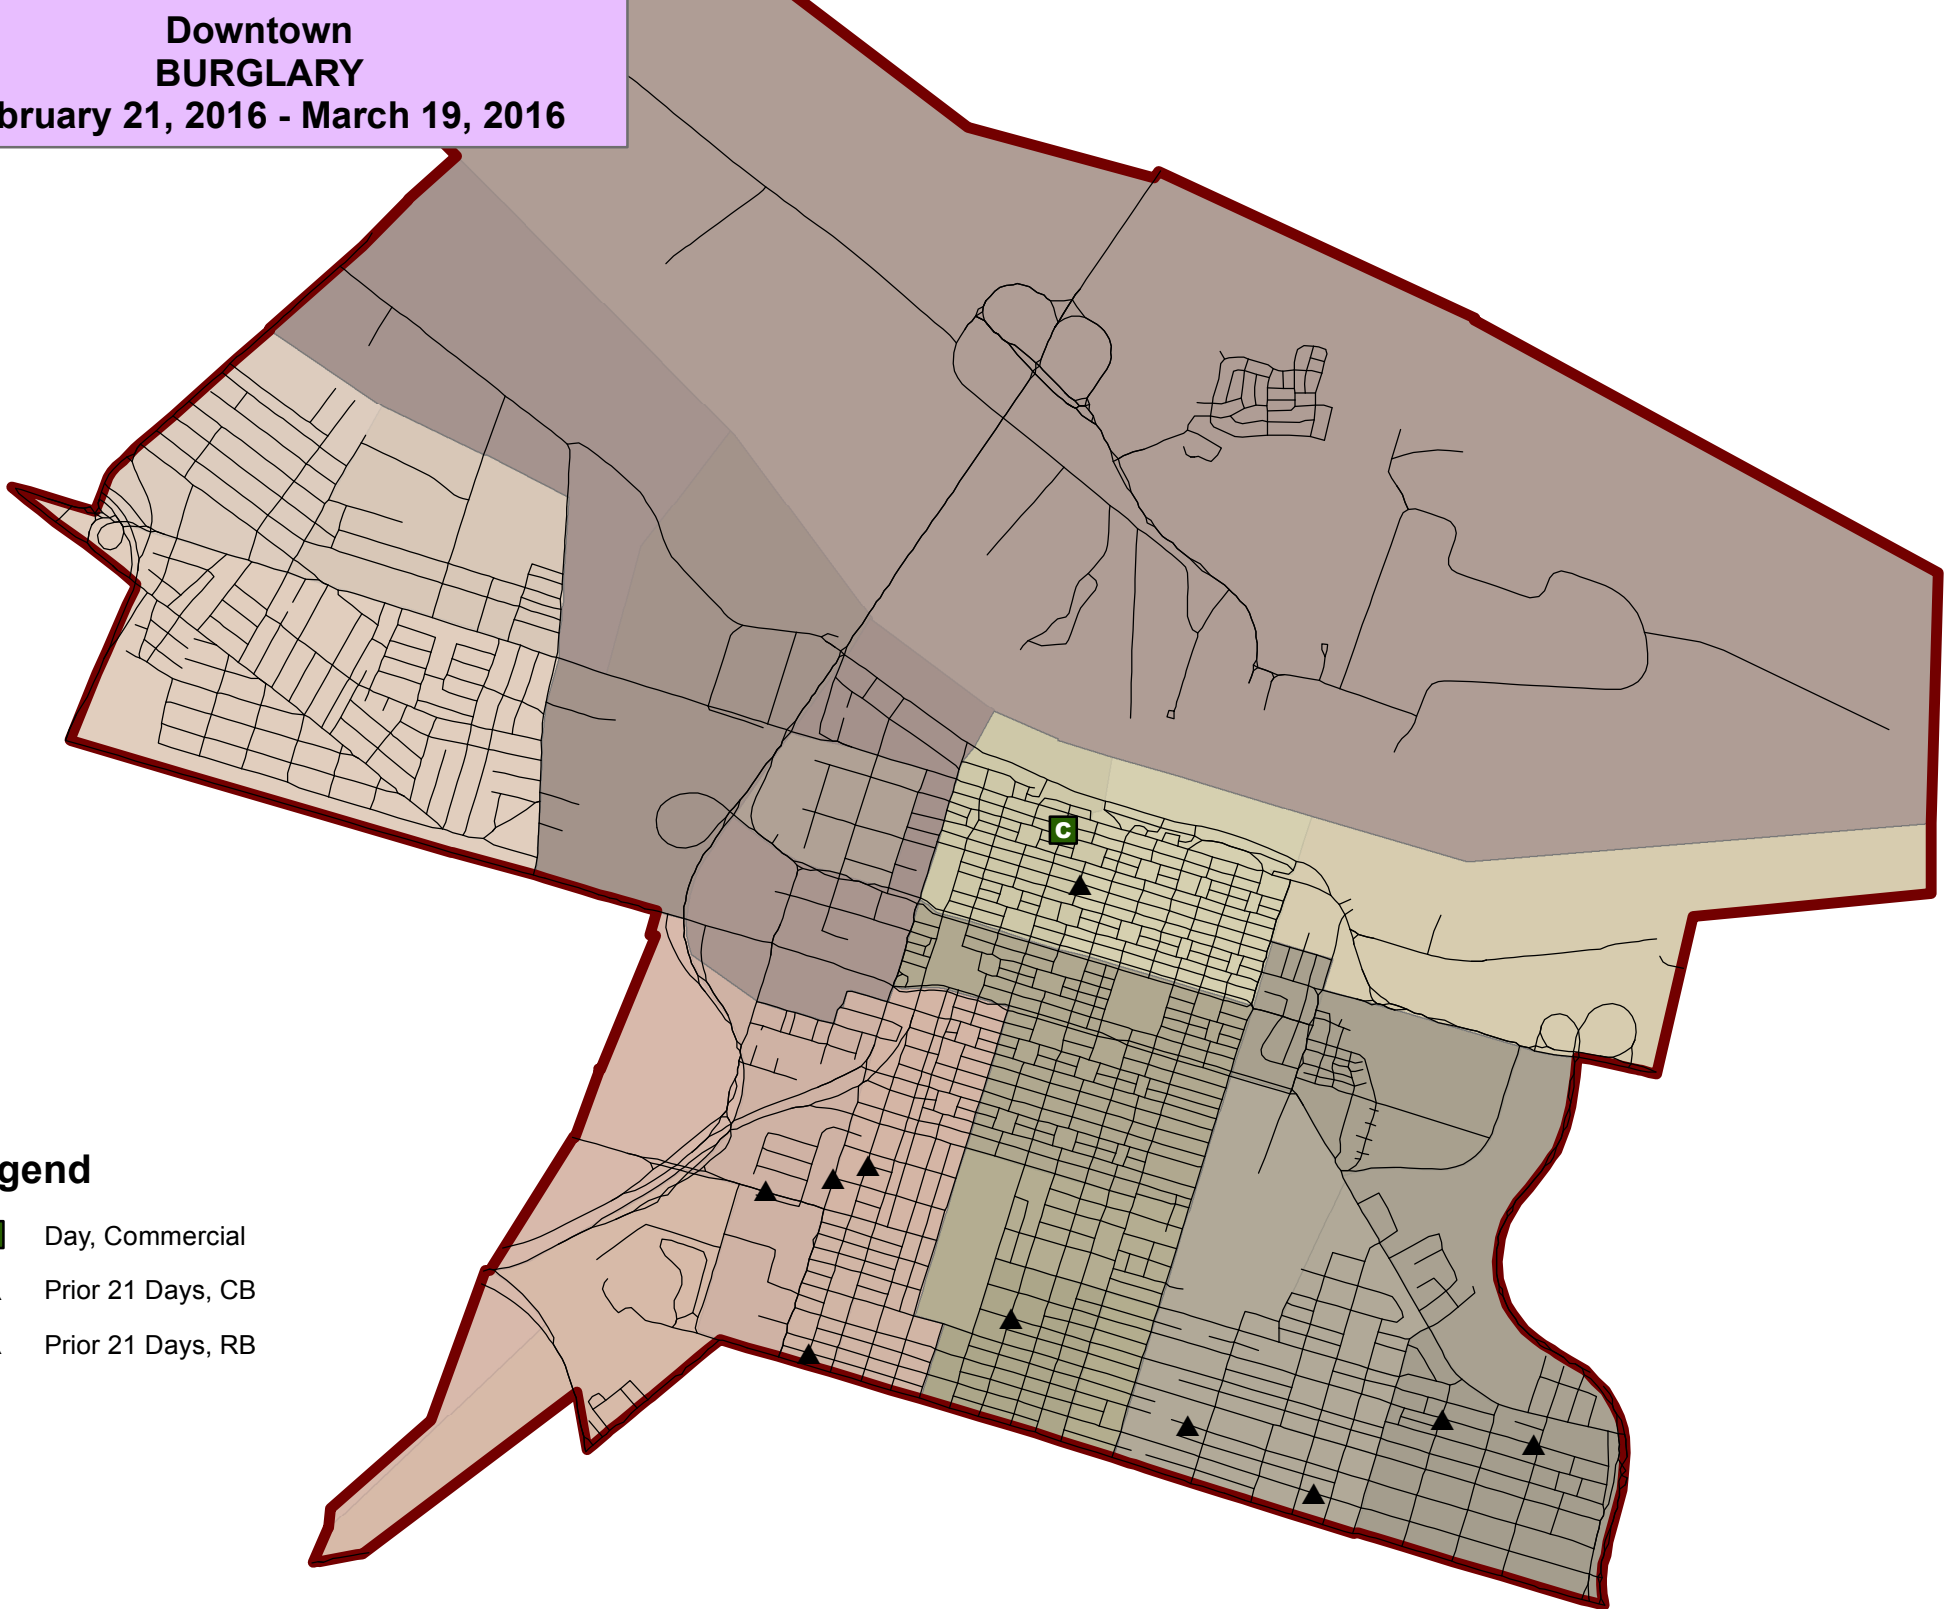 Downtown
BURGLARY
bruary 21, 2016 - March 19, 2016
C
gend
Day, Commercial
Prior 21 Days, CB
Prior 21 Days, RB